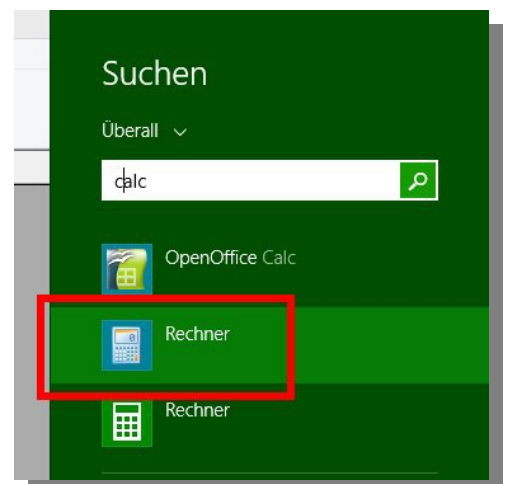 Suchen
Überall
calc
OpenOffice Calc
Rechner
Rechner